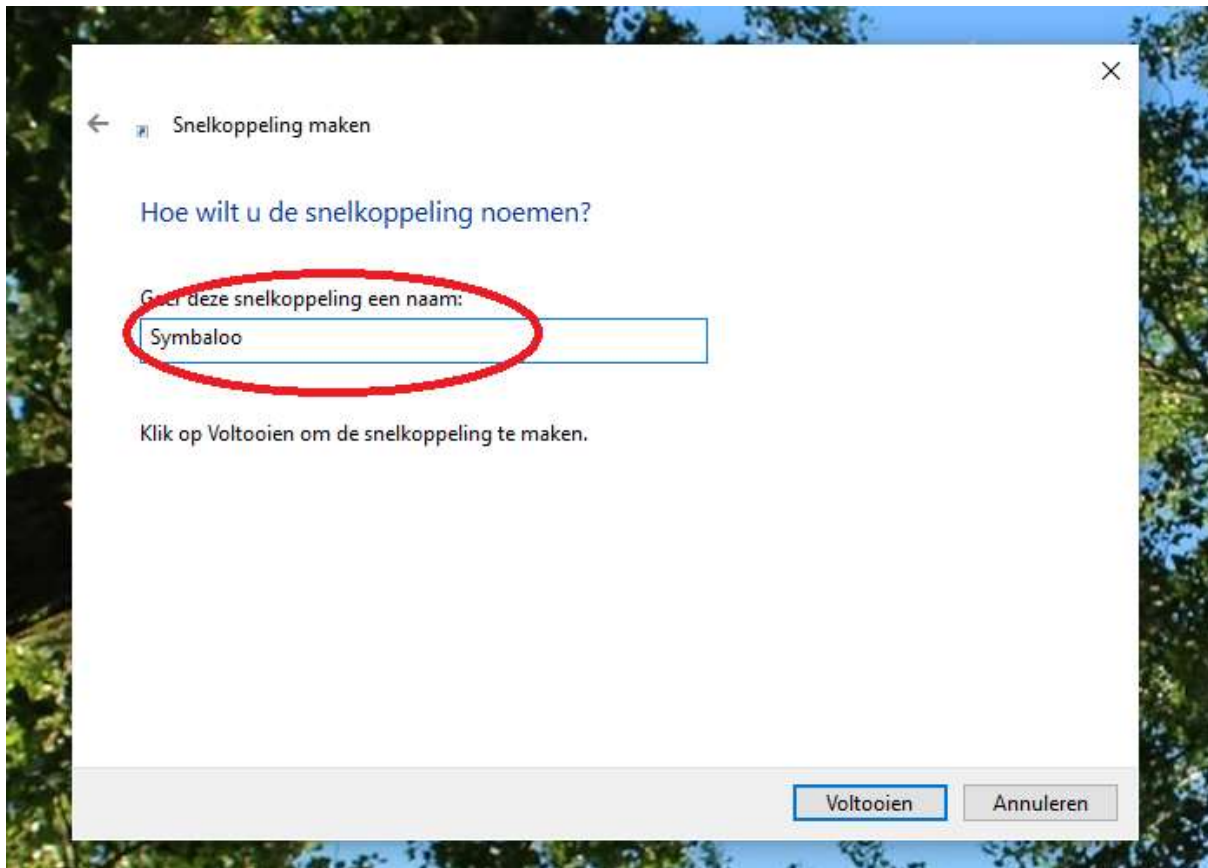 Snelkoppeling maken
Hoe wilt u de snelkoppeling noemen?
Geef deze snelkoppeling een naam:
Symbaloo
Klik op Voltooien om de snelkoppeling te maken.
Voltooien Annuleren